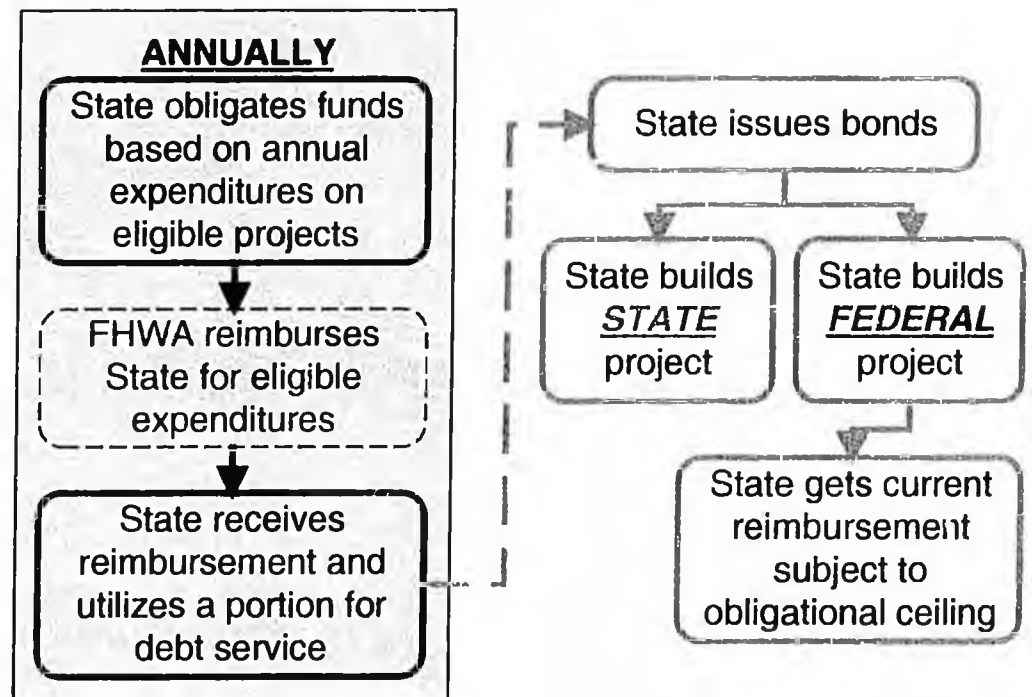 ANNUALLY
State obligates funds
based on annual
expenditures on
eligible projects
FHWA reimburses
State for eligible
expenditures
State receives
reimbursement and
utilizes a portion for
debt service
State issues bonds
State builds
STATE
project
State builds
FEDERAL
project
State gets current
reimbursement
subject to
obligational ceiling